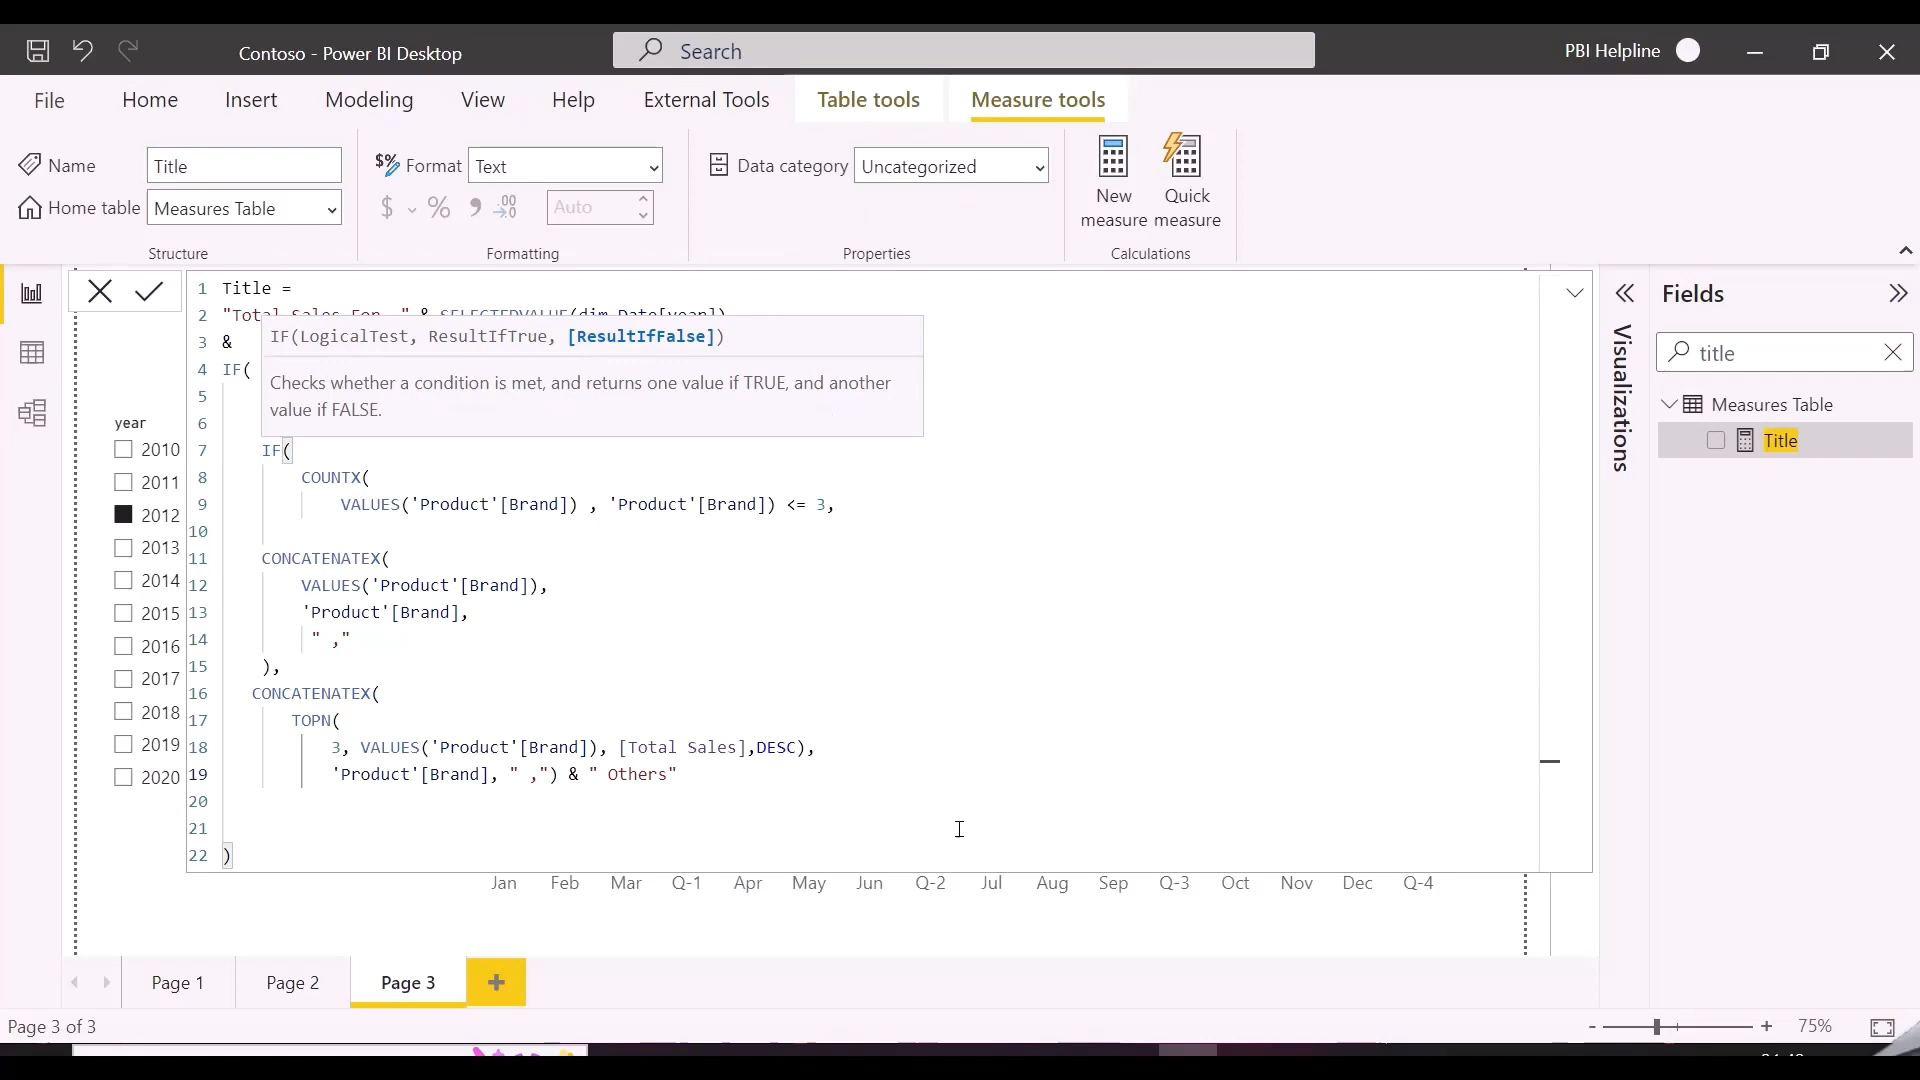 Contoso - Power BI Desktop
Search
PBI Helpline
File Home Insert Modeling View Help External Tools Table tools Measure tools
Name Title
Format Text
Data category Uncategorized
Home table Measures Table
$ % Auto
New measure
Quick measure
Structure Formatting Properties Calculations
1 Title =
2 "Total Sales For " & SELECTEDVALUE(dim_Date[year])
3 &
4 IF(
5
6
7 IF(
8 COUNTX(
9 VALUES('Product'[Brand]) , 'Product'[Brand]) <= 3,
10
11 CONCATENATEX(
12 VALUES('Product'[Brand]),
13 'Product'[Brand],
14 " ,"
15 ),
16 CONCATENATEX(
17 TOPN(
18 3, VALUES('Product'[Brand]), [Total Sales],DESC),
19 'Product'[Brand], " ,") & " Others"
20
21
22 )
IF(LogicalTest, ResultIfTrue, [ResultIfFalse])
Checks whether a condition is met, and returns one value if TRUE, and another
value if FALSE.
year
2010
2011
2012
2013
2014
2015
2016
2017
2018
2019
2020
Jan Feb Mar Q-1 Apr May Jun Q-2 Jul Aug Sep Q-3 Oct Nov Dec Q-4
Visualizations
Fields
title
Measures Table
Title
Page 1 Page 2 Page 3 +
Page 3 of 3
- + 75%